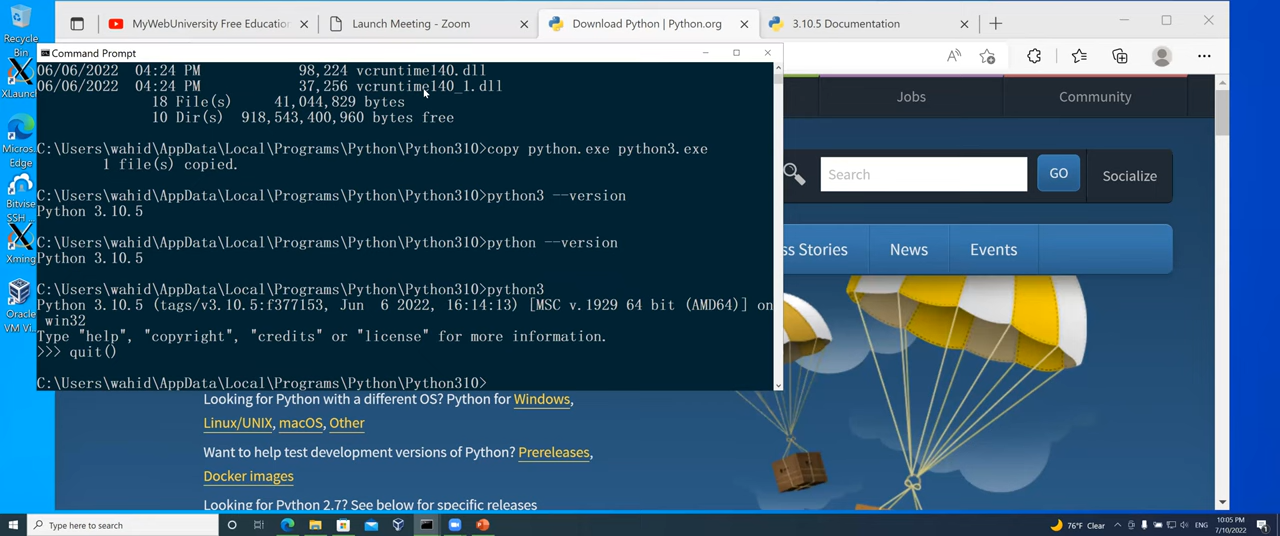 Recycle
Bin
XLaunch
Micros...
Edge
Bitvise
SSH ...
Xming
Oracle
VM Vi...
MyWebUniversity Free Education
Launch Meeting - Zoom
Download Python | Python.org
3.10.5 Documentation
Command Prompt
06/06/2022  04:24 PM            98,224 vcruntime140.dll
06/06/2022  04:24 PM            37,256 vcruntime140_1.dll
18 File(s)     41,044,829 bytes
10 Dir(s)  918,543,400,960 bytes free
C:\Users\wahid\AppData\Local\Programs\Python\Python310>copy python.exe python3.exe
1 file(s) copied.
C:\Users\wahid\AppData\Local\Programs\Python\Python310>python3 --version
Python 3.10.5
C:\Users\wahid\AppData\Local\Programs\Python\Python310>python --version
Python 3.10.5
C:\Users\wahid\AppData\Local\Programs\Python\Python310>python3
Python 3.10.5 (tags/v3.10.5:f377153, Jun  6 2022, 16:14:13) [MSC v.1929 64 bit (AMD64)] on
win32
Type "help", "copyright", "credits" or "license" for more information.
>>> quit()
C:\Users\wahid\AppData\Local\Programs\Python\Python310>
Jobs
Community
Search
GO
Socialize
ss Stories
News
Events
Looking for Python with a different OS? Python for Windows,
Linux/UNIX, macOS, Other
Want to help test development versions of Python? Prereleases,
Docker images
Looking for Python 2.7? See below for specific releases
Type here to search
76°F Clear
ENG
10:05 PM
7/10/2022